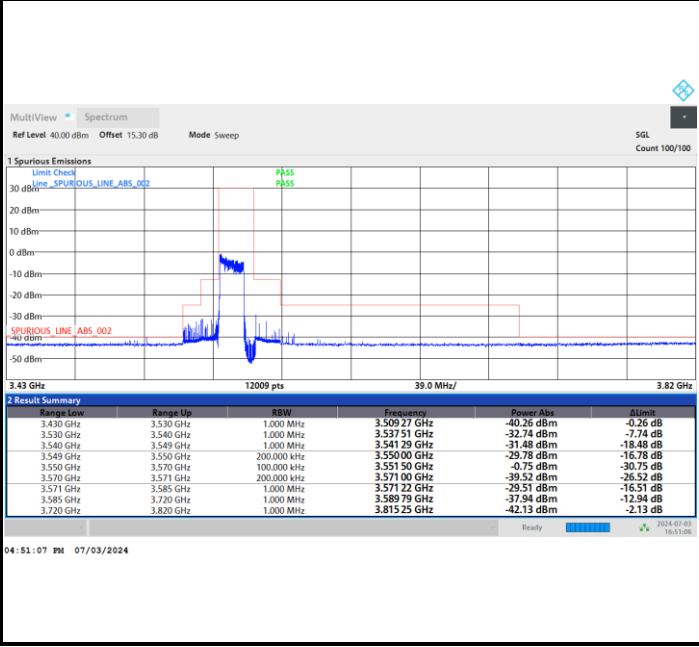 MultiView Spectrum
Ref Level 40.00 dBm Offset 15.30 dB Mode Sweep SGL
Count 100/100
1 Spurious Emissions
Limit Check PASS
Line _SPURIOUS_LINE_ABS_002 PASS
30 dBm
20 dBm
10 dBm
0 dBm
-10 dBm
-20 dBm
-30 dBm
SPURIOUS_LINE_ABS_002
-40 dBm
-50 dBm
3.43 GHz 12009 pts 39.0 MHz/ 3.82 GHz
2 Result Summary
Range Low Range Up RBW Frequency Power Abs ΔLimit
3.430 GHz 3.530 GHz 1.000 MHz 3.509 27 GHz -40.26 dBm -0.26 dB
3.530 GHz 3.540 GHz 1.000 MHz 3.537 51 GHz -32.74 dBm -7.74 dB
3.540 GHz 3.549 GHz 1.000 MHz 3.541 29 GHz -31.48 dBm -18.48 dB
3.549 GHz 3.550 GHz 200.000 kHz 3.550 00 GHz -29.78 dBm -16.78 dB
3.550 GHz 3.570 GHz 100.000 kHz 3.551 50 GHz -0.75 dBm -30.75 dB
3.570 GHz 3.571 GHz 200.000 kHz 3.571 00 GHz -39.52 dBm -26.52 dB
3.571 GHz 3.585 GHz 1.000 MHz 3.571 22 GHz -29.51 dBm -16.51 dB
3.585 GHz 3.720 GHz 1.000 MHz 3.589 79 GHz -37.94 dBm -12.94 dB
3.720 GHz 3.820 GHz 1.000 MHz 3.815 25 GHz -42.13 dBm -2.13 dB
Ready 2024-07-03
16:51:06
04:51:07 PM 07/03/2024